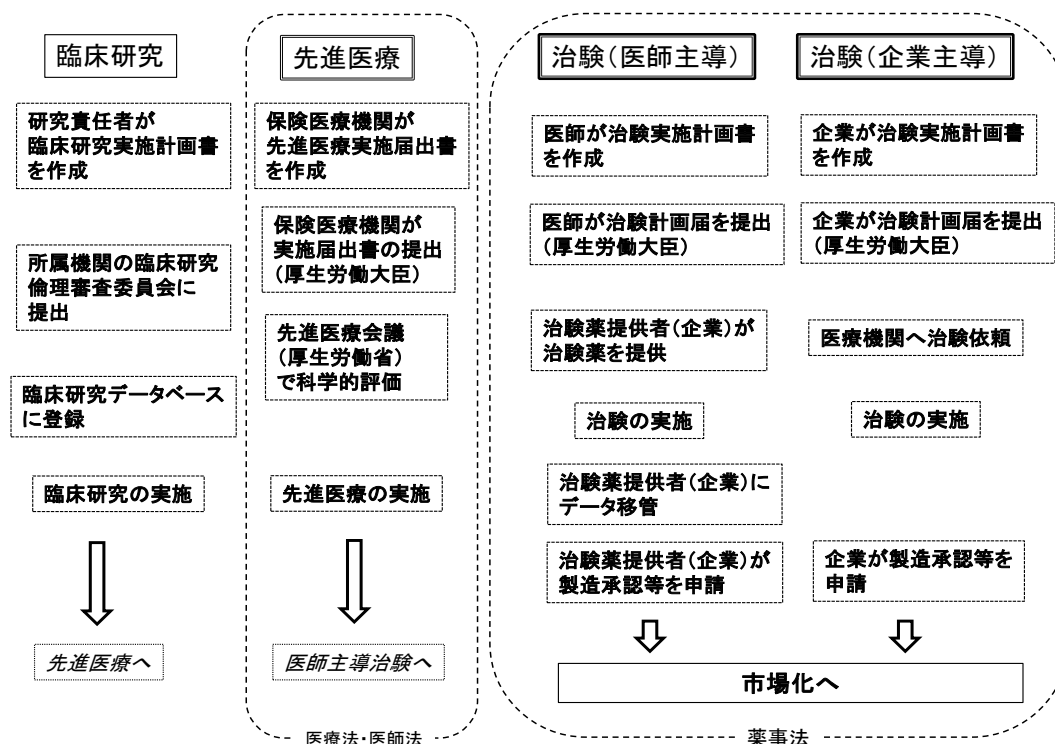 臨床研究
研究責任者が
臨床研究実施計画書
を作成
所属機関の臨床研究
倫理審査委員会に
提出
臨床研究データベース
に登録
臨床研究の実施
先進医療へ
先進医療
保険医療機関が
先進医療実施届出書
を作成
保険医療機関が
実施届出書の提出
(厚生労働大臣)
先進医療会議
(厚生労働省)
で科学的評価
先進医療の実施
医師主導治験へ
医療法・医師法
治験(医師主導)
医師が治験実施計画書
を作成
医師が治験計画届を提出
(厚生労働大臣)
治験薬提供者(企業)が
治験薬を提供
治験の実施
治験薬提供者(企業)に
データ移管
治験薬提供者(企業)が
製造承認等を申請
治験(企業主導)
企業が治験実施計画書
を作成
企業が治験計画届を提出
(厚生労働大臣)
医療機関へ治験依頼
治験の実施
企業が製造承認等を
申請
市場化へ
薬事法